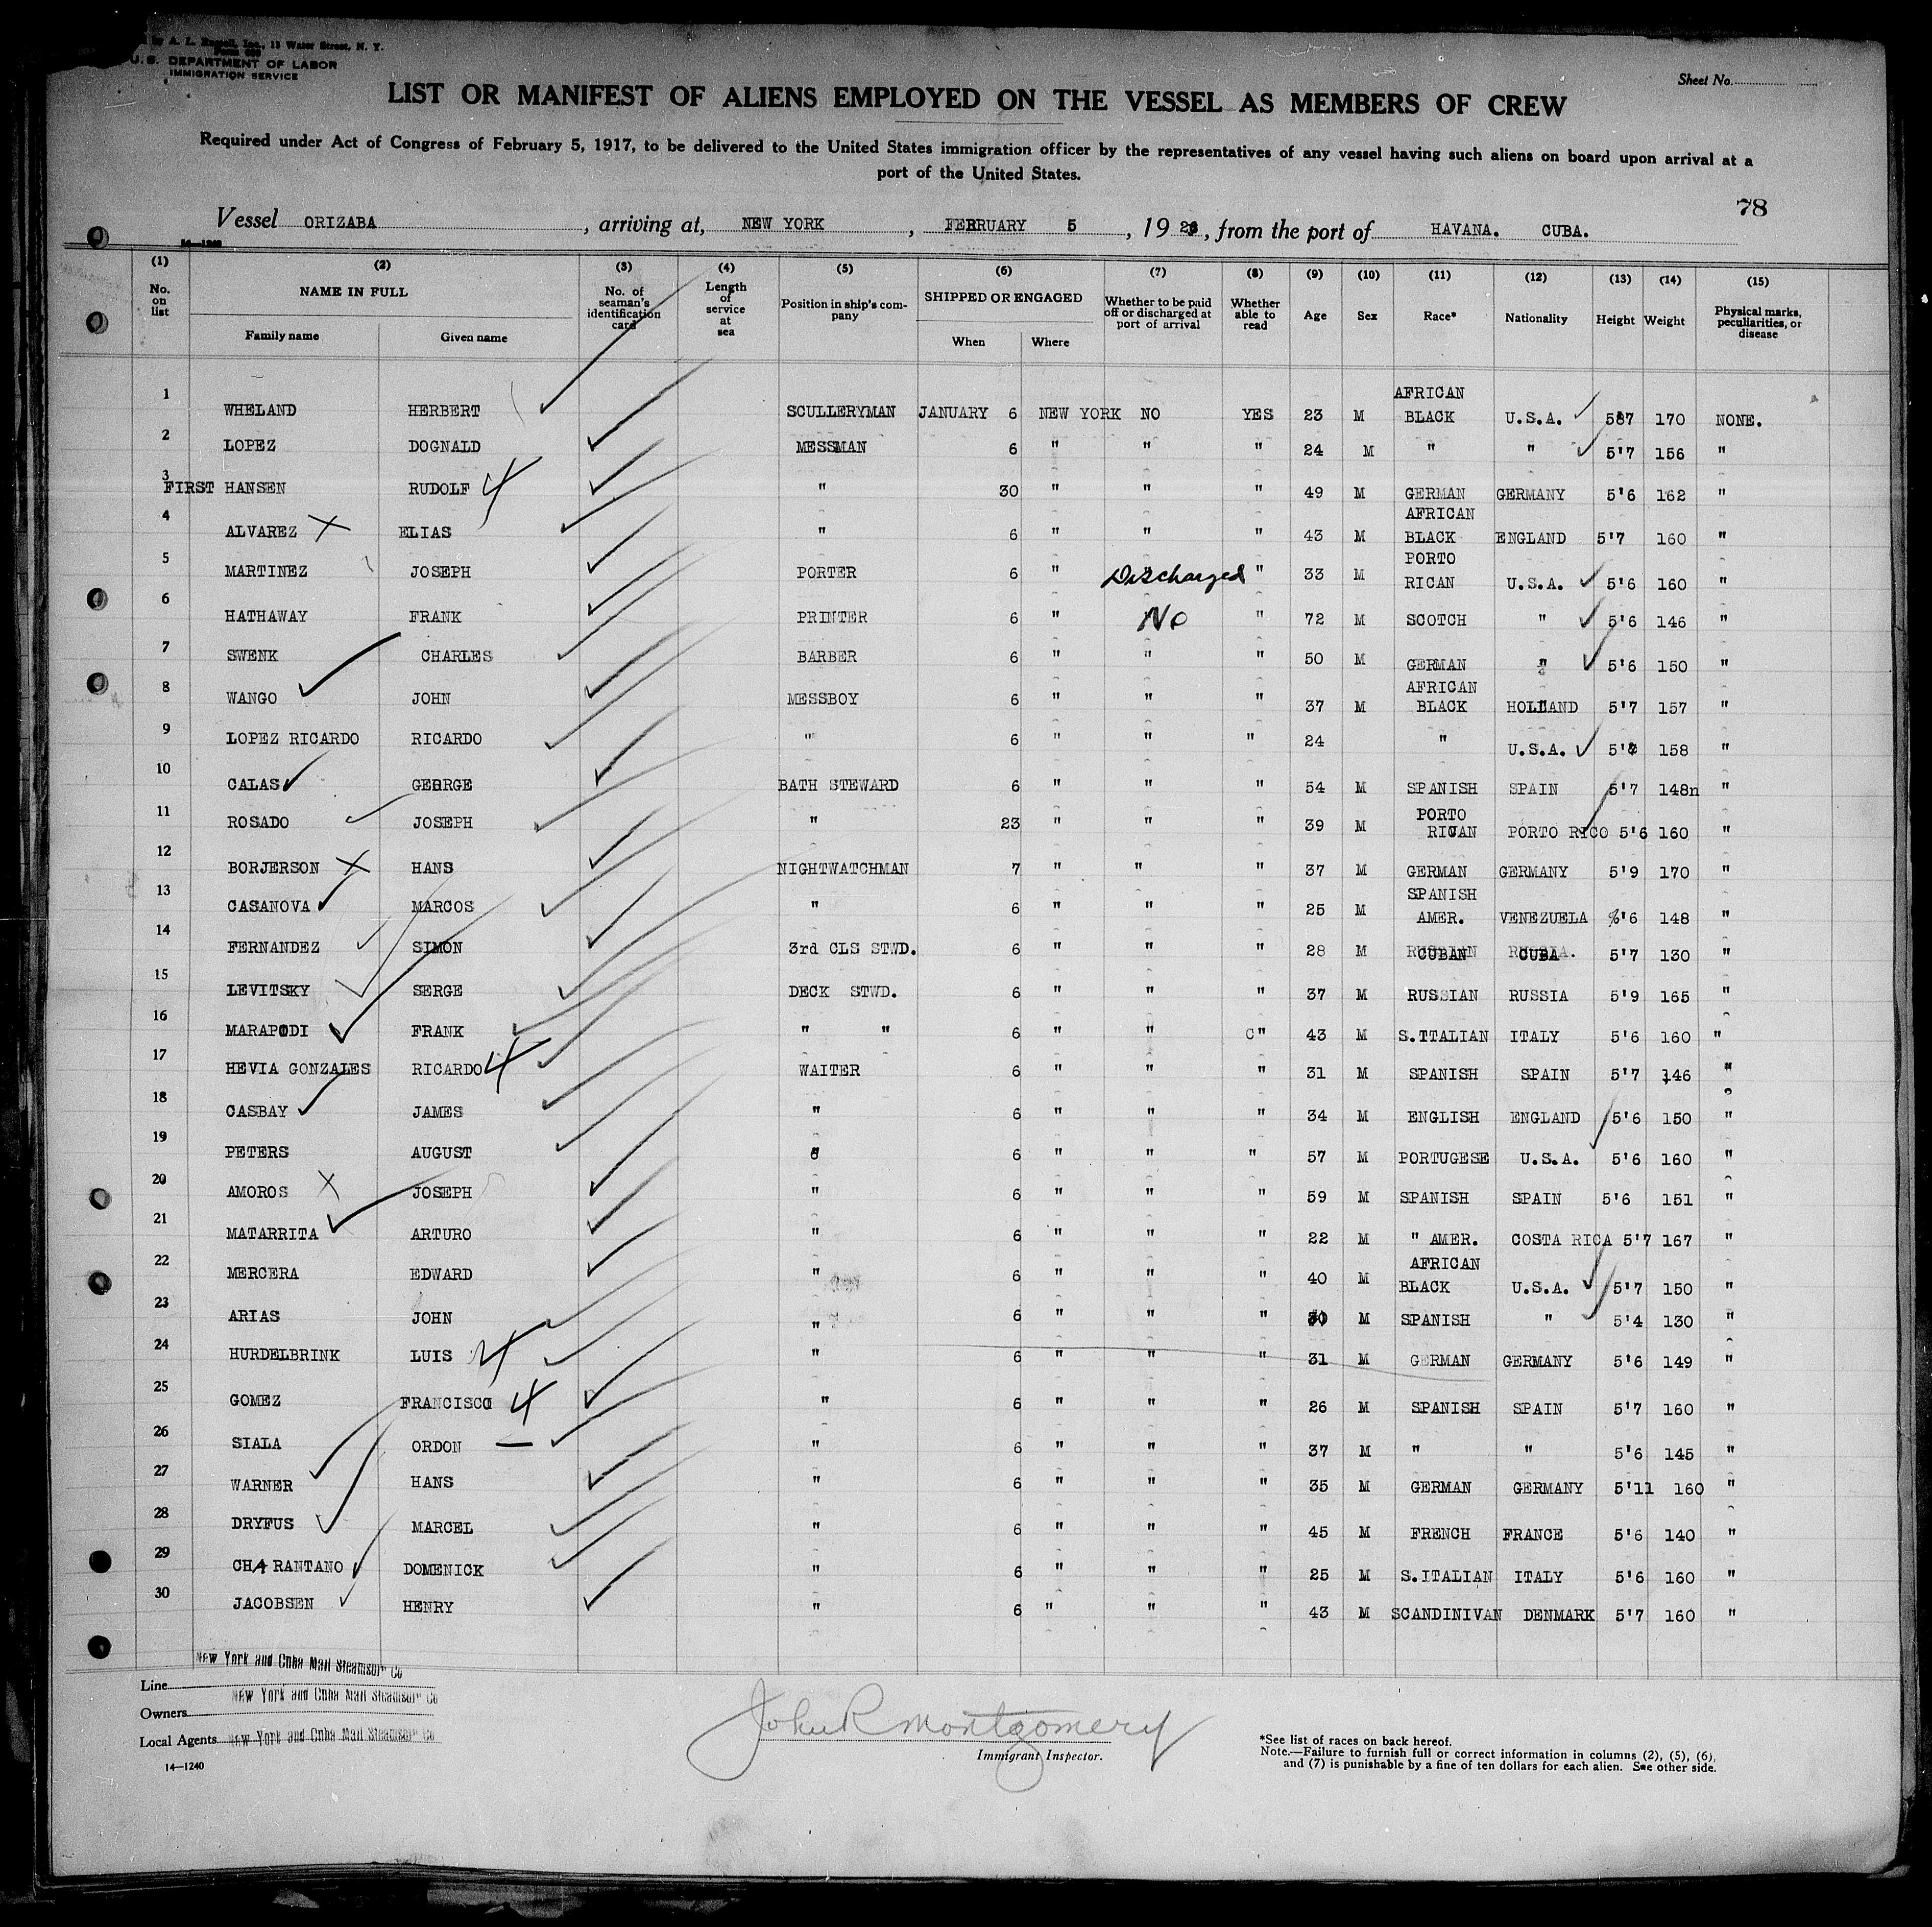 by A. L. Russell, Inc., 13 Water Street, N. Y.
U. S. DEPARTMENT OF LABOR
IMMIGRATION SERVICE
Sheet No.
LIST OR MANIFEST OF ALIENS EMPLOYED ON THE VESSEL AS MEMBERS OF CREW
Required under Act of Congress of February 5, 1917, to be delivered to the United States immigration officer by the representatives of any vessel having such aliens on board upon arrival at a
port of the United States.
78
Vessel ORIZABA, arriving at, NEW YORK, FEBRUARY 5, 19 , from the port of HAVANA. CUBA.
14—1240
(1) (2) (3) (4) (5) (6) (7) (8) (9) (10) (11) (12) (13) (14) (15)
No. on list NAME IN FULL Family name Given name No. of seaman's identification card Length of service at sea Position in ship's company SHIPPED OR ENGAGED When Where Whether to be paid off or discharged at port of arrival Whether able to read Age Sex Race* Nationality Height Weight Physical marks, peculiarities, or disease
1 WHELAND HERBERT SCULLERYMAN JANUARY 6 NEW YORK NO YES 23 M AFRICAN BLACK U.S.A. 5'7 170 NONE.
2 LOPEZ DOGNALD MESSMAN 6 " " " 24 M " " 5'7 156 "
3 FIRST HANSEN RUDOLF 4 " 30 " " " 49 M GERMAN GERMANY 5'6 162 "
4 ALVAREZ X ELIAS " 6 " " " 43 M AFRICAN BLACK ENGLAND 5'7 160 "
5 MARTINEZ JOSEPH PORTER 6 " Discharged " 33 M PORTO RICAN U.S.A. 5'6 160 "
6 HATHAWAY FRANK PRINTER 6 " No " 72 M SCOTCH " 5'6 146 "
7 SWENK CHARLES BARBER 6 " " " 50 M GERMAN " 5'6 150 "
8 WANGO JOHN MESSBOY 6 " " " 37 M AFRICAN BLACK HOLLAND 5'7 157 "
9 LOPEZ RICARDO RICARDO " 6 " " " 24 " U.S.A. 158 "
10 CALAS GEORGE BATH STEWARD 6 " " " 54 M SPANISH SPAIN 5'7 148n "
11 ROSADO JOSEPH " 23 " " " 39 M PORTO RICAN PORTO RICO 5'6 160 "
12 BORJERSON X HANS NIGHTWATCHMAN 7 " " " 37 M GERMAN GERMANY 5'9 170 "
13 CASANOVA MARCOS " 6 " " " 25 M SPANISH AMER. VENEZUELA 5'6 148 "
14 FERNANDEZ SIMON 3rd CLS STWD. 6 " " " 28 M CUBAN CUBA. 5'7 130 "
15 LEVITSKY SERGE DECK STWD. 6 " " " 37 M RUSSIAN RUSSIA 5'9 165 "
16 MARAPODI FRANK " " 6 " " C" 43 M S.TTALIAN ITALY 5'6 160 "
17 HEVIA GONZALES RICARDO 4 WAITER 6 " " " 31 M SPANISH SPAIN 5'7 146 "
18 CASBAY JAMES " 6 " " " 34 M ENGLISH ENGLAND 5'6 150 "
19 PETERS AUGUST " 6 " " " 57 M PORTUGESE U.S.A. 5'6 160 "
20 AMOROS X JOSEPH " 6 " " " 59 M SPANISH SPAIN 5'6 151 "
21 MATARRITA ARTURO " 6 " " " 22 M " AMER. COSTA RICA 5'7 167 "
22 MERCERA EDWARD " 6 " " " 40 M AFRICAN BLACK U.S.A. 5'7 150 "
23 ARIAS JOHN " 6 " " " 30 M SPANISH " 5'4 130 "
24 HURDELBRINK LUIS 4 " 6 " " " 31 M GERMAN GERMANY 5'6 149 "
25 GOMEZ FRANCISCO 4 " 6 " " " 26 M SPANISH SPAIN 5'7 160 "
26 SIALA ORDON — " 6 " " " 37 M " " 5'6 145 "
27 WARNER HANS " 6 " " " 35 M GERMAN GERMANY 5'11 160 "
28 DRYFUS MARCEL " 6 " " " 45 M FRENCH FRANCE 5'6 140 "
29 CHARANTANO DOMENICK " 6 " " " 25 M S.ITALIAN ITALY 5'6 160 "
30 JACOBSEN HENRY " 6 " " " 43 M SCANDINIVAN DENMARK 5'7 160 "
Line New York and Cuba Mail Steamship Co
Owners New York and Cuba Mail Steamship Co
Local Agents New York and Cuba Mail Steamship Co
14—1240
John R Montgomery
Immigrant Inspector.
*See list of races on back hereof.
Note.—Failure to furnish full or correct information in columns (2), (5), (6),
and (7) is punishable by a fine of ten dollars for each alien. See other side.